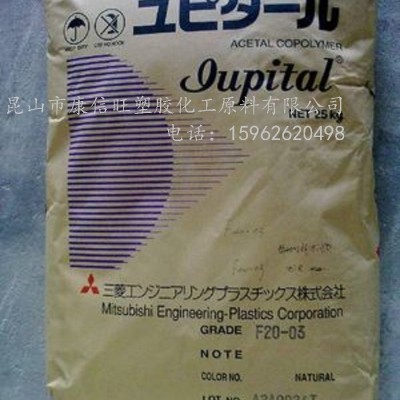 ユピタール
KEEP DRY
USE NO HOOK
ACETAL COPOLYMER
Iupital®
NET 25kg
昆山市康信旺塑胶化工原料有限公司
电话：15962620498
三菱エンジニアリングプラスチックス株式会社
Mitsubishi Engineering-Plastics Corporation
GRADE F20-03
NOTE
COLOR NO. NATURAL
LOT NO.